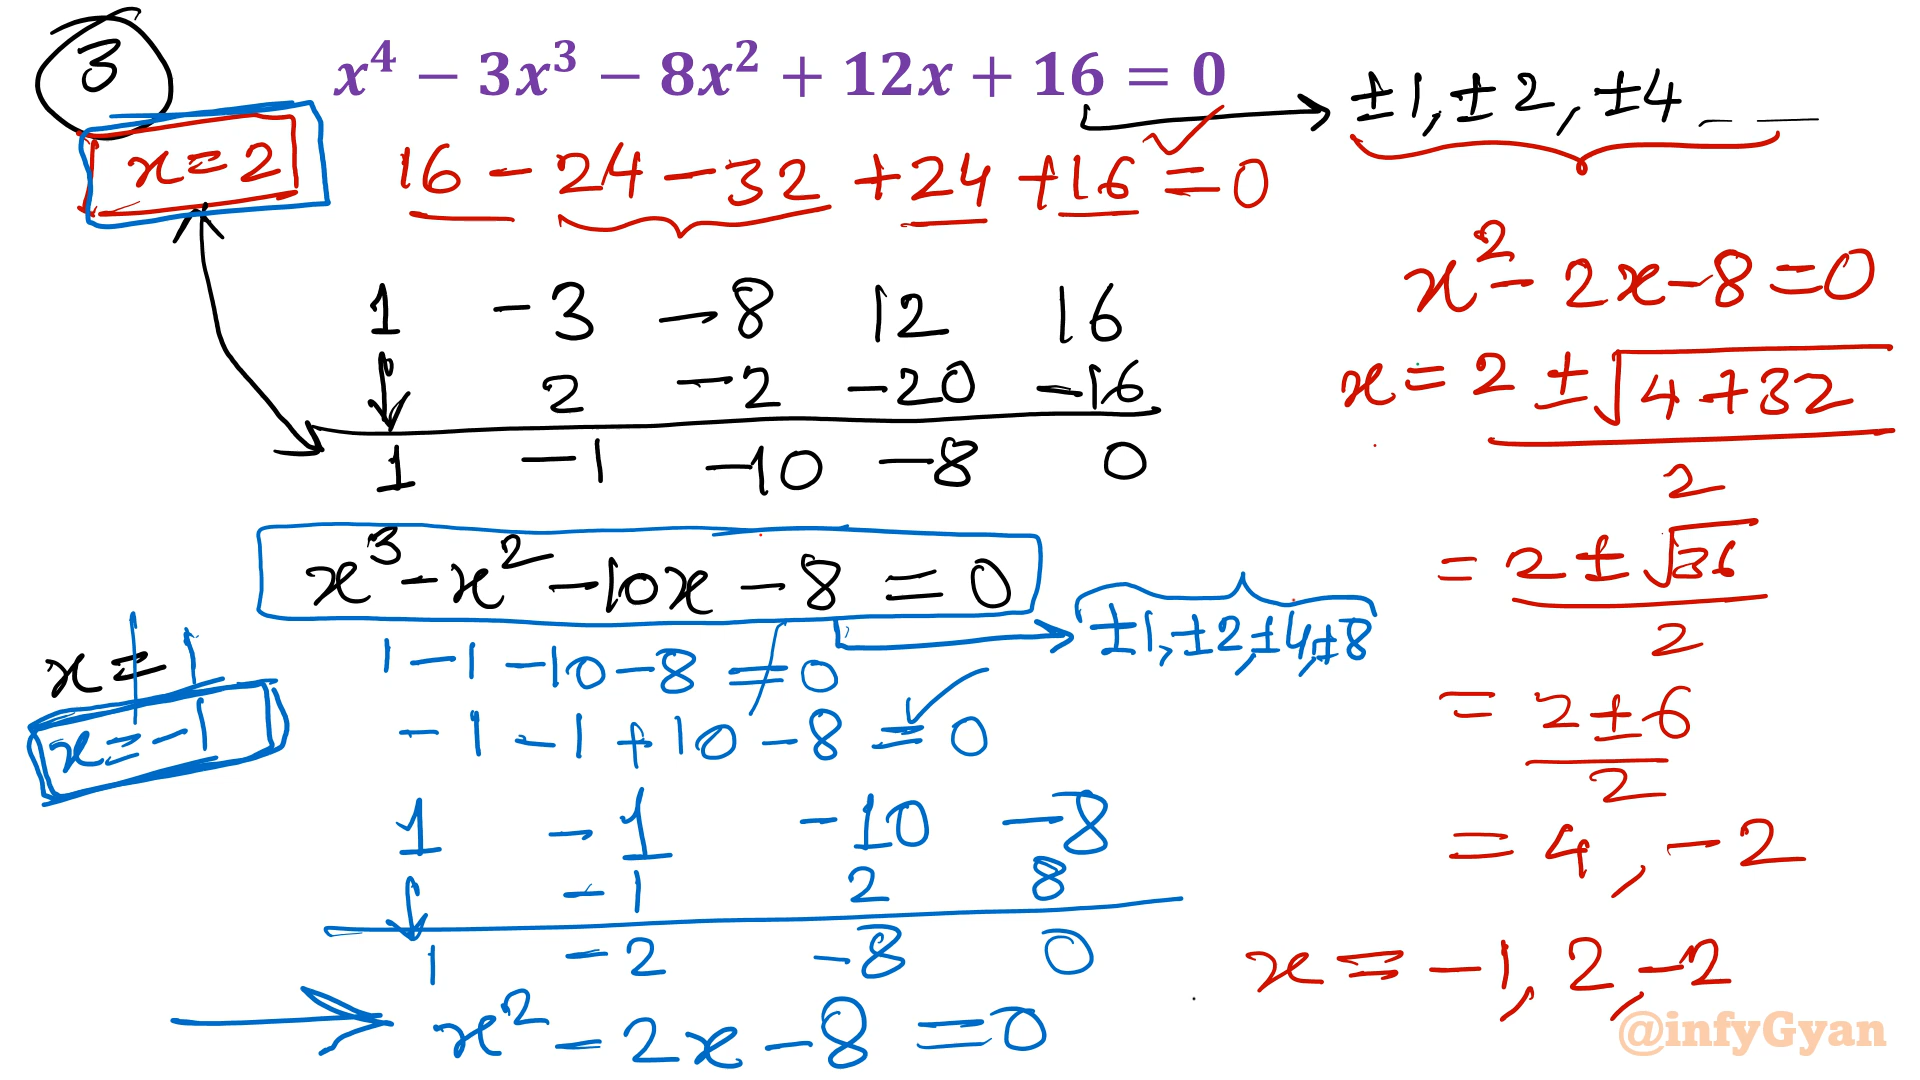 3
x⁴ − 3x³ − 8x² + 12x + 16 = 0
±1, ±2, ±4 _ _
x = 2
16 − 24 − 32 + 24 + 16 = 0
1 −3 −8 12 16
2 −2 −20 −16
1 −1 −10 −8 0
x³ − x² − 10x − 8 = 0
±1, ±2, ±4, ±8
x = 1
1 − 1 − 10 − 8 ≠ 0
x = −1
−1 − 1 + 10 − 8 = 0
1 −1 −10 −8
−1 2 8
1 −2 −8 0
x² − 2x − 8 = 0
x² − 2x − 8 = 0
x = 2 ± √4 + 32
2
= 2 ± √36
2
= 2 ± 6
2
= 4, −2
x = −1, 2, −2
@infyGyan